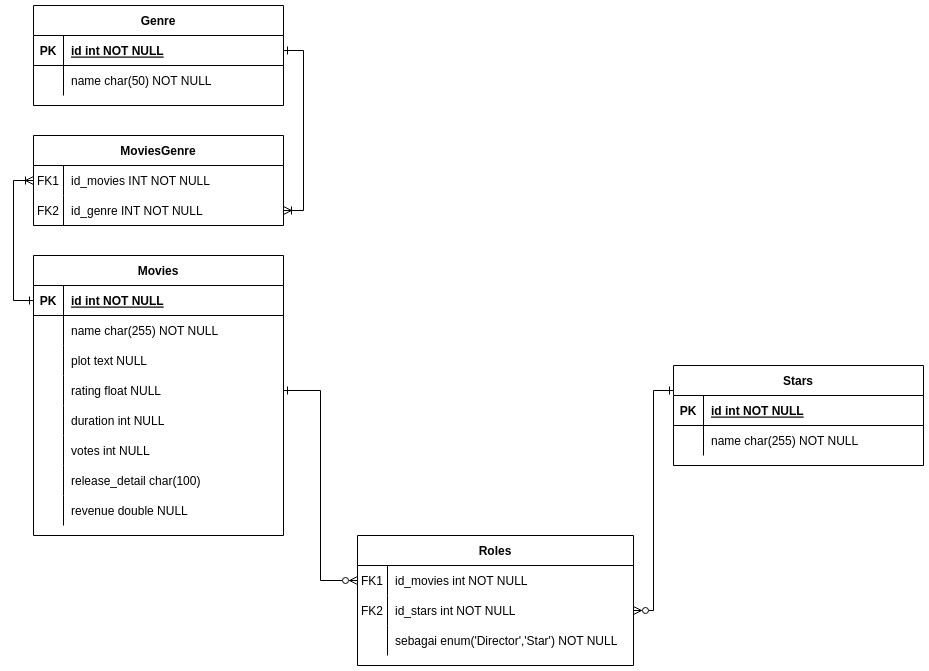 Genre
PK id int NOT NULL
name char(50) NOT NULL
MoviesGenre
FK1 id_movies INT NOT NULL
FK2 id_genre INT NOT NULL
Movies
PK id int NOT NULL
name char(255) NOT NULL
plot text NULL
rating float NULL
duration int NULL
votes int NULL
release_detail char(100)
revenue double NULL
Stars
PK id int NOT NULL
name char(255) NOT NULL
Roles
FK1 id_movies int NOT NULL
FK2 id_stars int NOT NULL
sebagai enum('Director','Star') NOT NULL